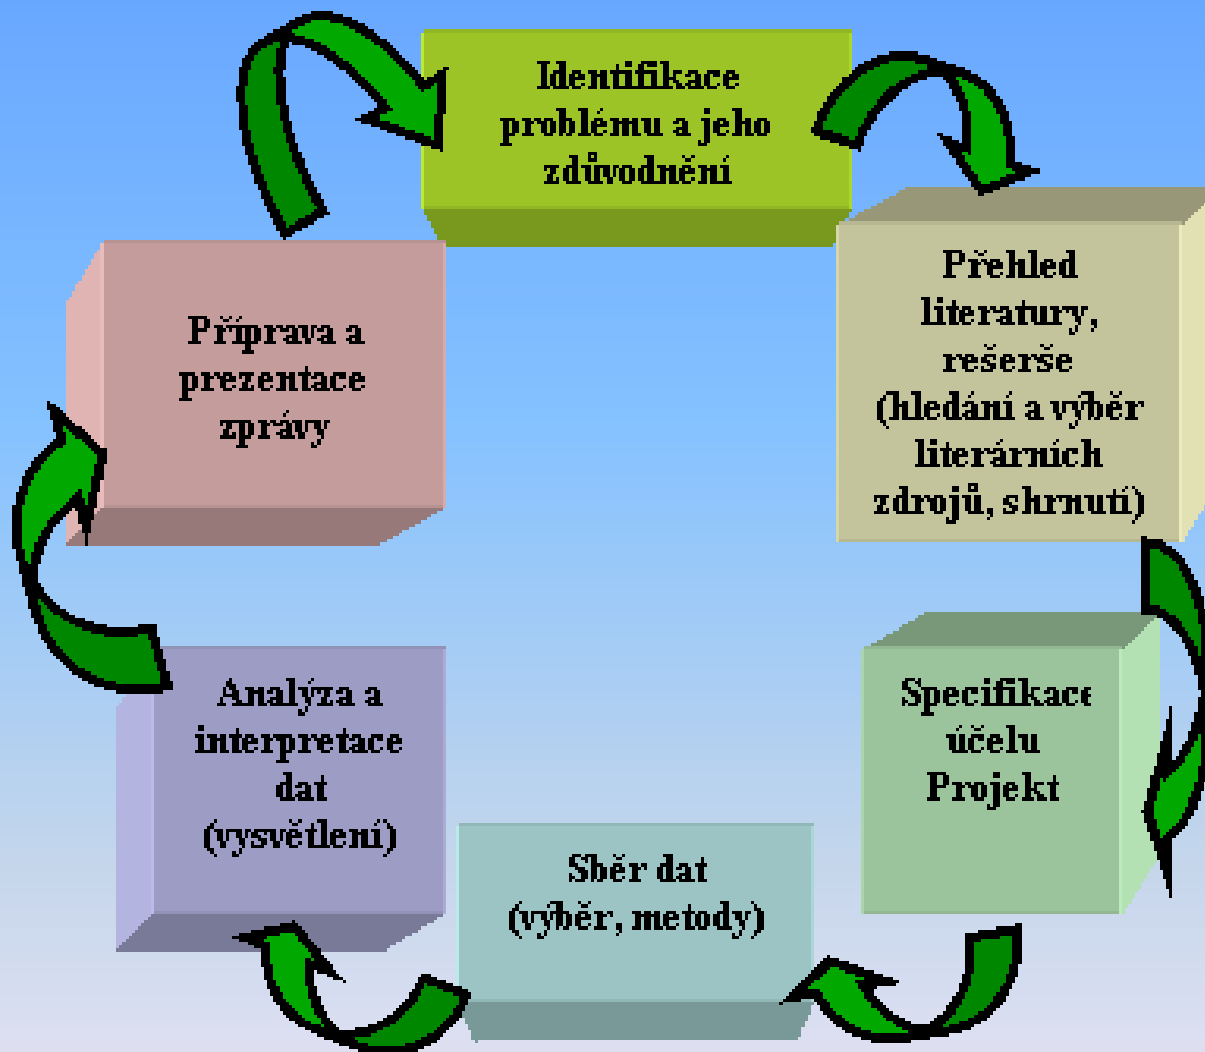 Identifikace
problému a jeho
zdůvodnění
Přehled
literatury,
rešerše
(hledání a výběr
literárních
zdrojů, shrnutí)
Specifikace
účelu
Projekt
Sběr dat
(výběr, metody)
Analýza a
interpretace
dat
(vysvětlení)
Příprava a
prezentace
zprávy